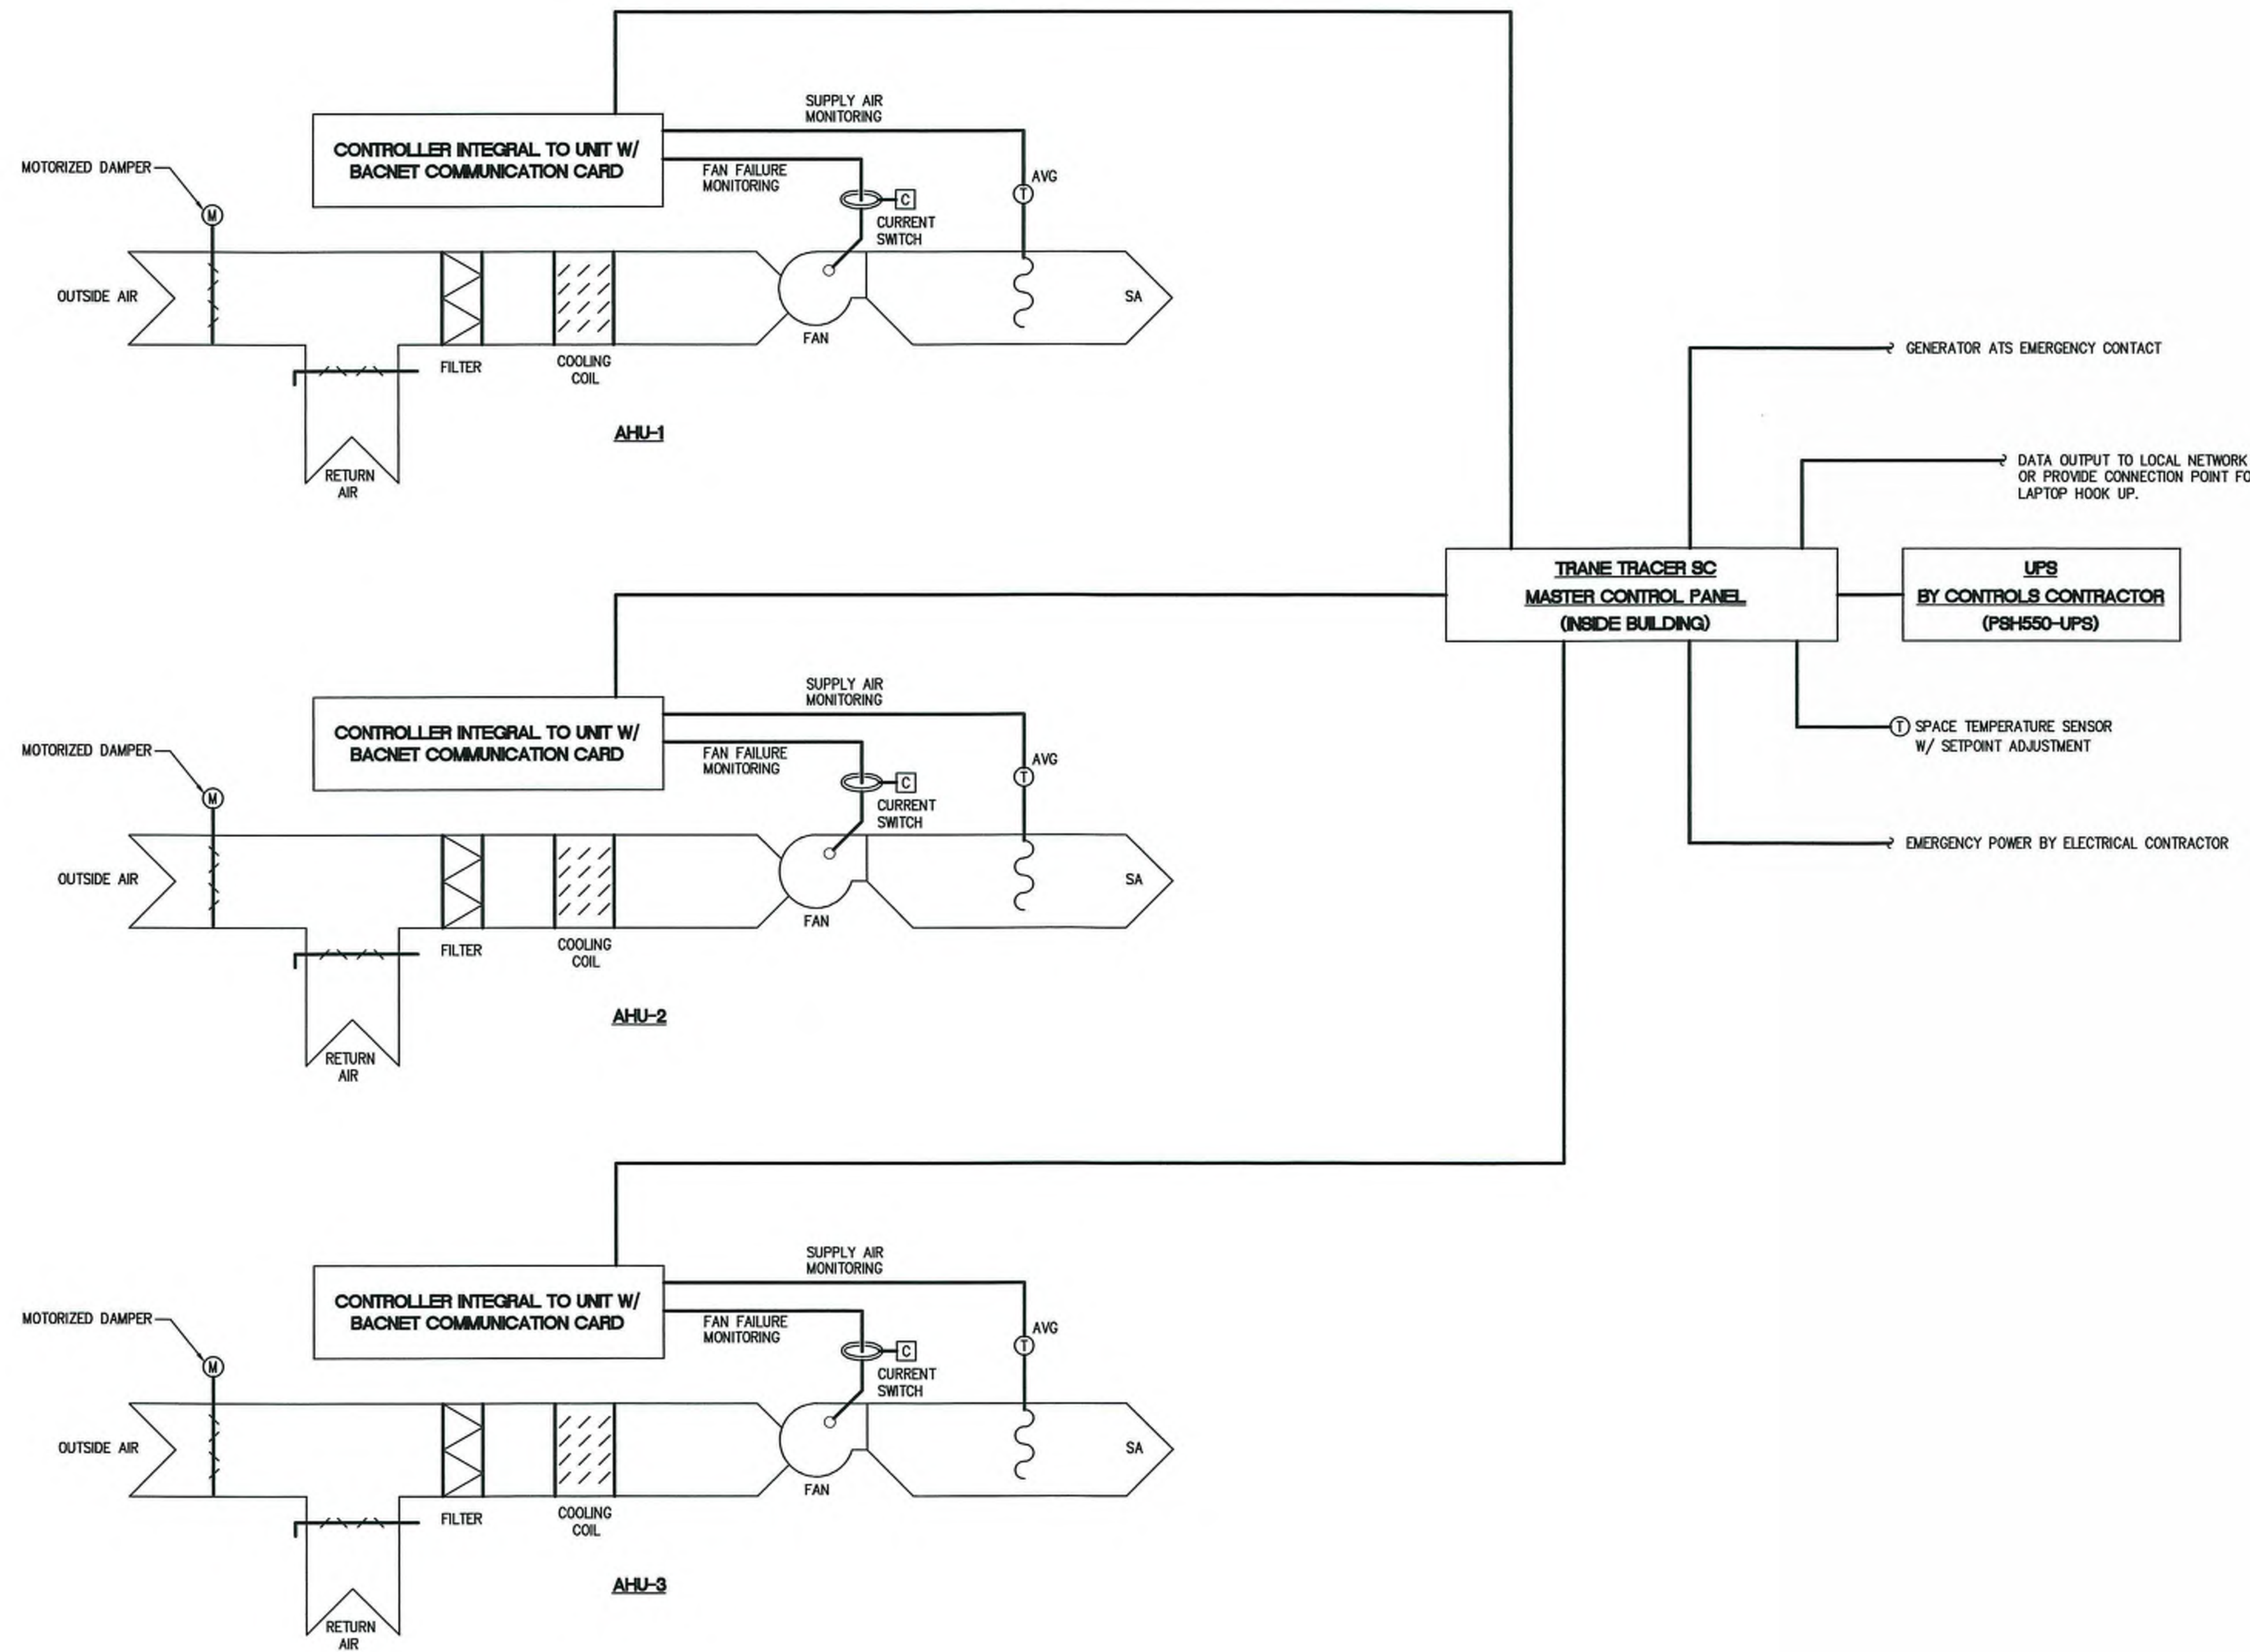 SUPPLY AIR
MONITORING
CONTROLLER INTEGRAL TO UNIT W/
BACNET COMMUNICATION CARD
MOTORIZED DAMPER
FAN FAILURE
MONITORING
AVG
T
C
M
CURRENT
SWITCH
OUTSIDE AIR
SA
FAN
FILTER
COOLING
COIL
AHU-1
RETURN
AIR
GENERATOR ATS EMERGENCY CONTACT
DATA OUTPUT TO LOCAL NETWORK
OR PROVIDE CONNECTION POINT FO
LAPTOP HOOK UP.
TRANE TRACER SC
MASTER CONTROL PANEL
(INSIDE BUILDING)
UPS
BY CONTROLS CONTRACTOR
(PSH550-UPS)
T
SPACE TEMPERATURE SENSOR
W/ SETPOINT ADJUSTMENT
EMERGENCY POWER BY ELECTRICAL CONTRACTOR
SUPPLY AIR
MONITORING
CONTROLLER INTEGRAL TO UNIT W/
BACNET COMMUNICATION CARD
MOTORIZED DAMPER
FAN FAILURE
MONITORING
AVG
T
C
M
CURRENT
SWITCH
OUTSIDE AIR
SA
FAN
FILTER
COOLING
COIL
AHU-2
RETURN
AIR
SUPPLY AIR
MONITORING
CONTROLLER INTEGRAL TO UNIT W/
BACNET COMMUNICATION CARD
MOTORIZED DAMPER
FAN FAILURE
MONITORING
AVG
T
C
M
CURRENT
SWITCH
OUTSIDE AIR
SA
FAN
FILTER
COOLING
COIL
AHU-3
RETURN
AIR